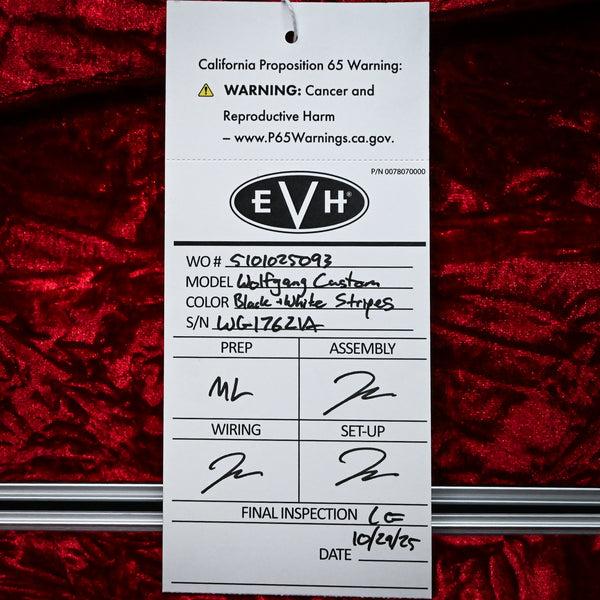 California Proposition 65 Warning:
⚠ WARNING: Cancer and
Reproductive Harm
– www.P65Warnings.ca.gov.
P/N 0078070000
EVH®
WO # 5101025093
MODEL Wolfgang Custom
COLOR Black + White Stripes
S/N WG17621A
PREP ASSEMBLY
ML
WIRING SET-UP
FINAL INSPECTION
10/29/25
DATE